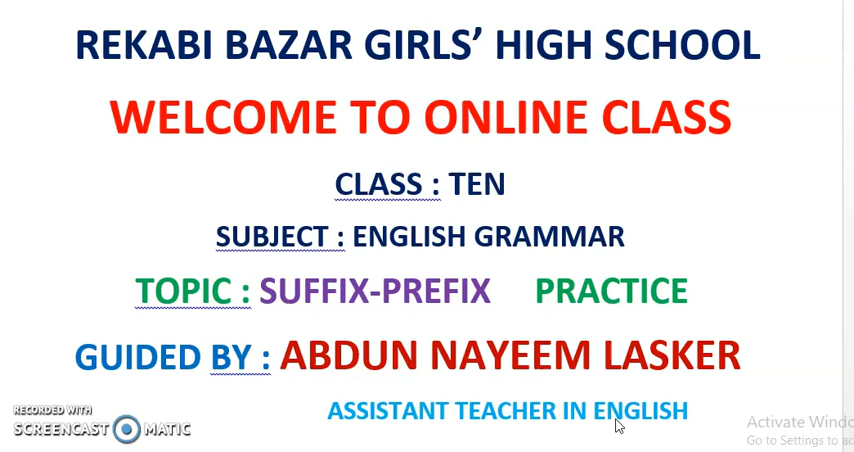 REKABI BAZAR GIRLS’ HIGH SCHOOL
WELCOME TO ONLINE CLASS
CLASS : TEN
SUBJECT : ENGLISH GRAMMAR
TOPIC : SUFFIX-PREFIX PRACTICE
GUIDED BY : ABDUN NAYEEM LASKER
ASSISTANT TEACHER IN ENGLISH
RECORDED WITH
SCREENCAST MATIC
Activate Windo
Go to Settings to a